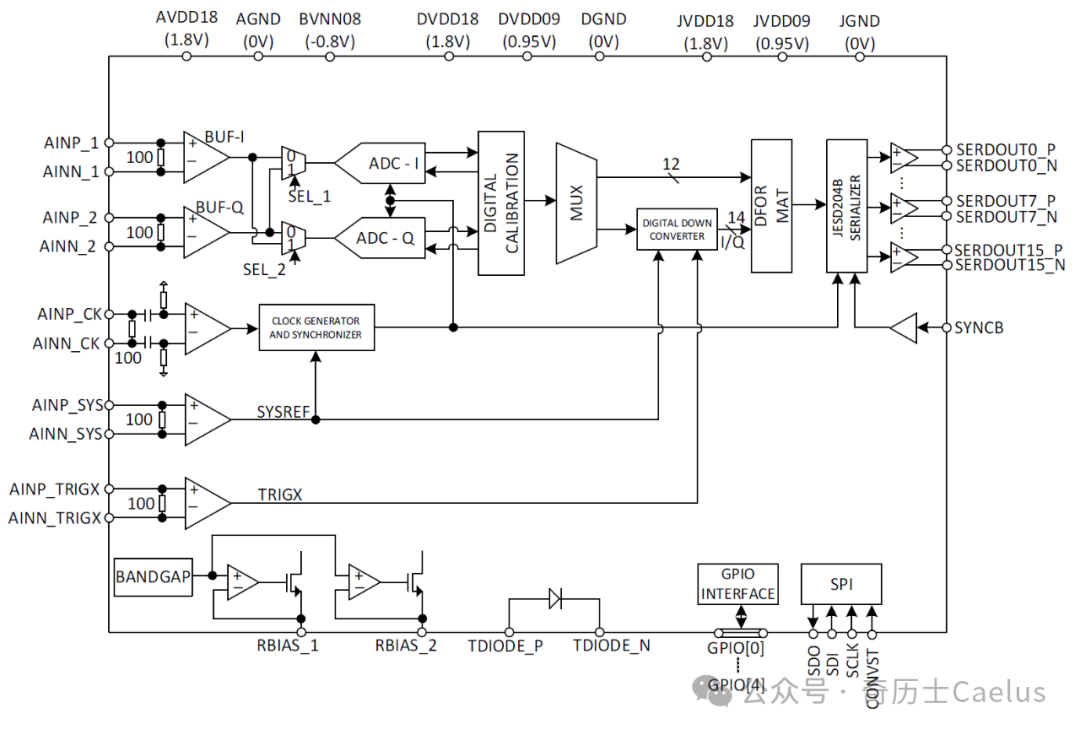 AVDD18 AGND BVNN08 DVDD18 DVDD09 DGND JVDD18 JVDD09 JGND
(1.8V) (0V) (-0.8V) (1.8V) (0.95V) (0V) (1.8V) (0.95V) (0V)
AINP_1
100
AINN_1
BUF-I
0
1
SEL_1
ADC - I
AINP_2
100
AINN_2
BUF-Q
0
1
SEL_2
ADC - Q
DIGITAL
CALIBRATION
MUX
12
DIGITAL DOWN
CONVERTER
14
I/Q
DFOR
MAT
JESD204B
SERIALIZER
SERDOUT0_P
SERDOUT0_N
SERDOUT7_P
SERDOUT7_N
SERDOUT15_P
SERDOUT15_N
AINP_CK
AINN_CK
100
CLOCK GENERATOR
AND SYNCHRONIZER
SYNCB
AINP_SYS
100
AINN_SYS
SYSREF
AINP_TRIGX
100
AINN_TRIGX
TRIGX
BANDGAP
RBIAS_1
RBIAS_2
TDIODE_P
TDIODE_N
GPIO
INTERFACE
GPIO[0]
GPIO[4]
SPI
SDO
SDI
SCLK
CONVST
公众号 · 奇历士Caelus